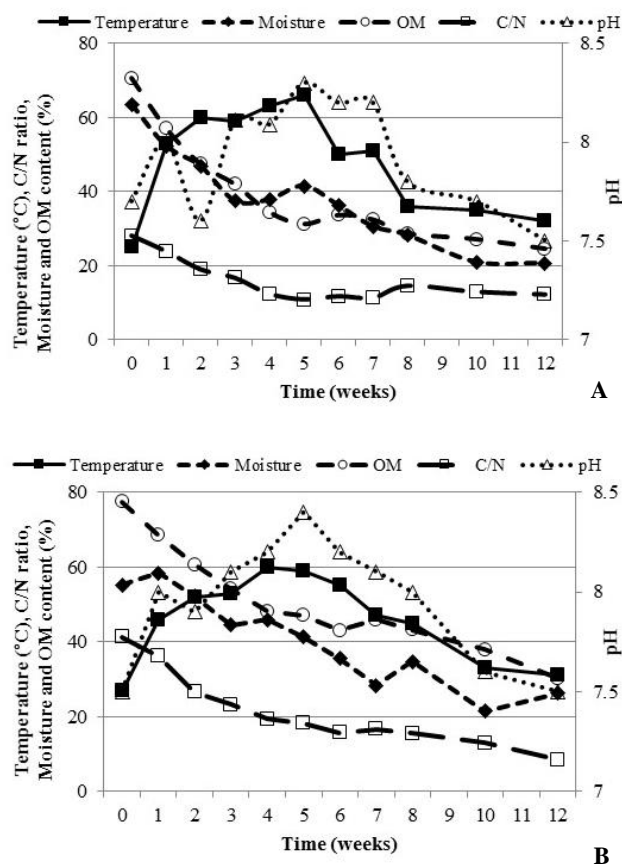 Temperature Moisture OM C/N pH
80
60
40
20
0
Temperature (°C), C/N ratio,
Moisture and OM content (%)
8.5
8
7.5
7
pH
0 1 2 3 4 5 6 7 8 9 10 11 12
Time (weeks)
A
Temperature Moisture OM C/N pH
80
60
40
20
0
Temperature (°C), C/N ratio,
Moisture and OM content (%)
8.5
8
7.5
7
pH
0 1 2 3 4 5 6 7 8 9 10 11 12
Time (weeks)
B